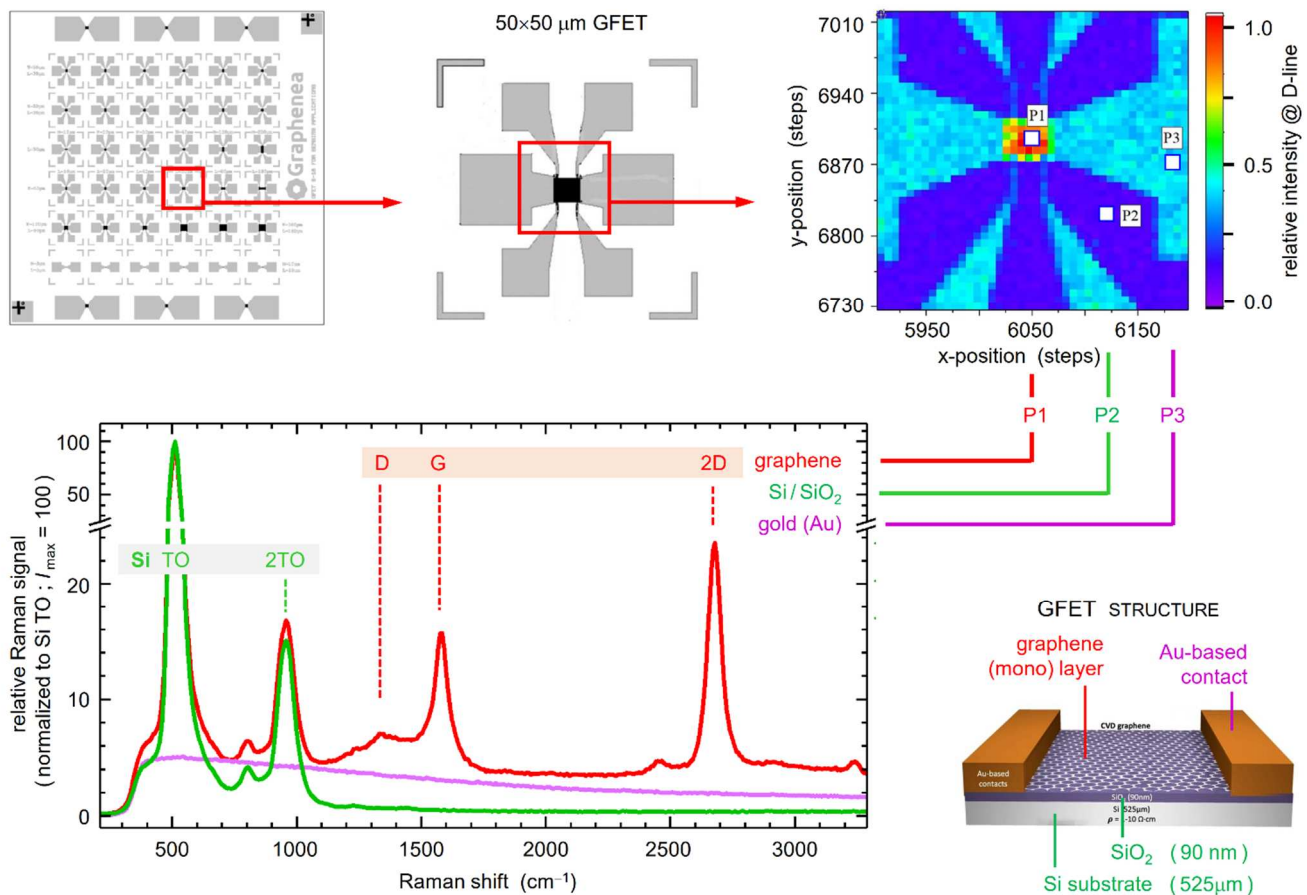 50×50 μm GFET
Graphenea
7010
6940
6870
6800
6730
y-position (steps)
5950
6050
6150
x-position (steps)
P1
P3
P2
1.0
0.5
0.0
relative intensity @ D-line
P1
P2
P3
100
50
20
10
0
relative Raman signal
(normalized to Si TO ; Imax = 100)
D
G
2D
graphene
Si / SiO2
gold (Au)
Si TO
2TO
500
1000
1500
2000
2500
3000
Raman shift (cm−1)
GFET STRUCTURE
graphene
(mono) layer
Au-based
contact
CVD graphene
Au-based
contacts
(90nm)
SiO2 (90 nm)
Si substrate (525μm)